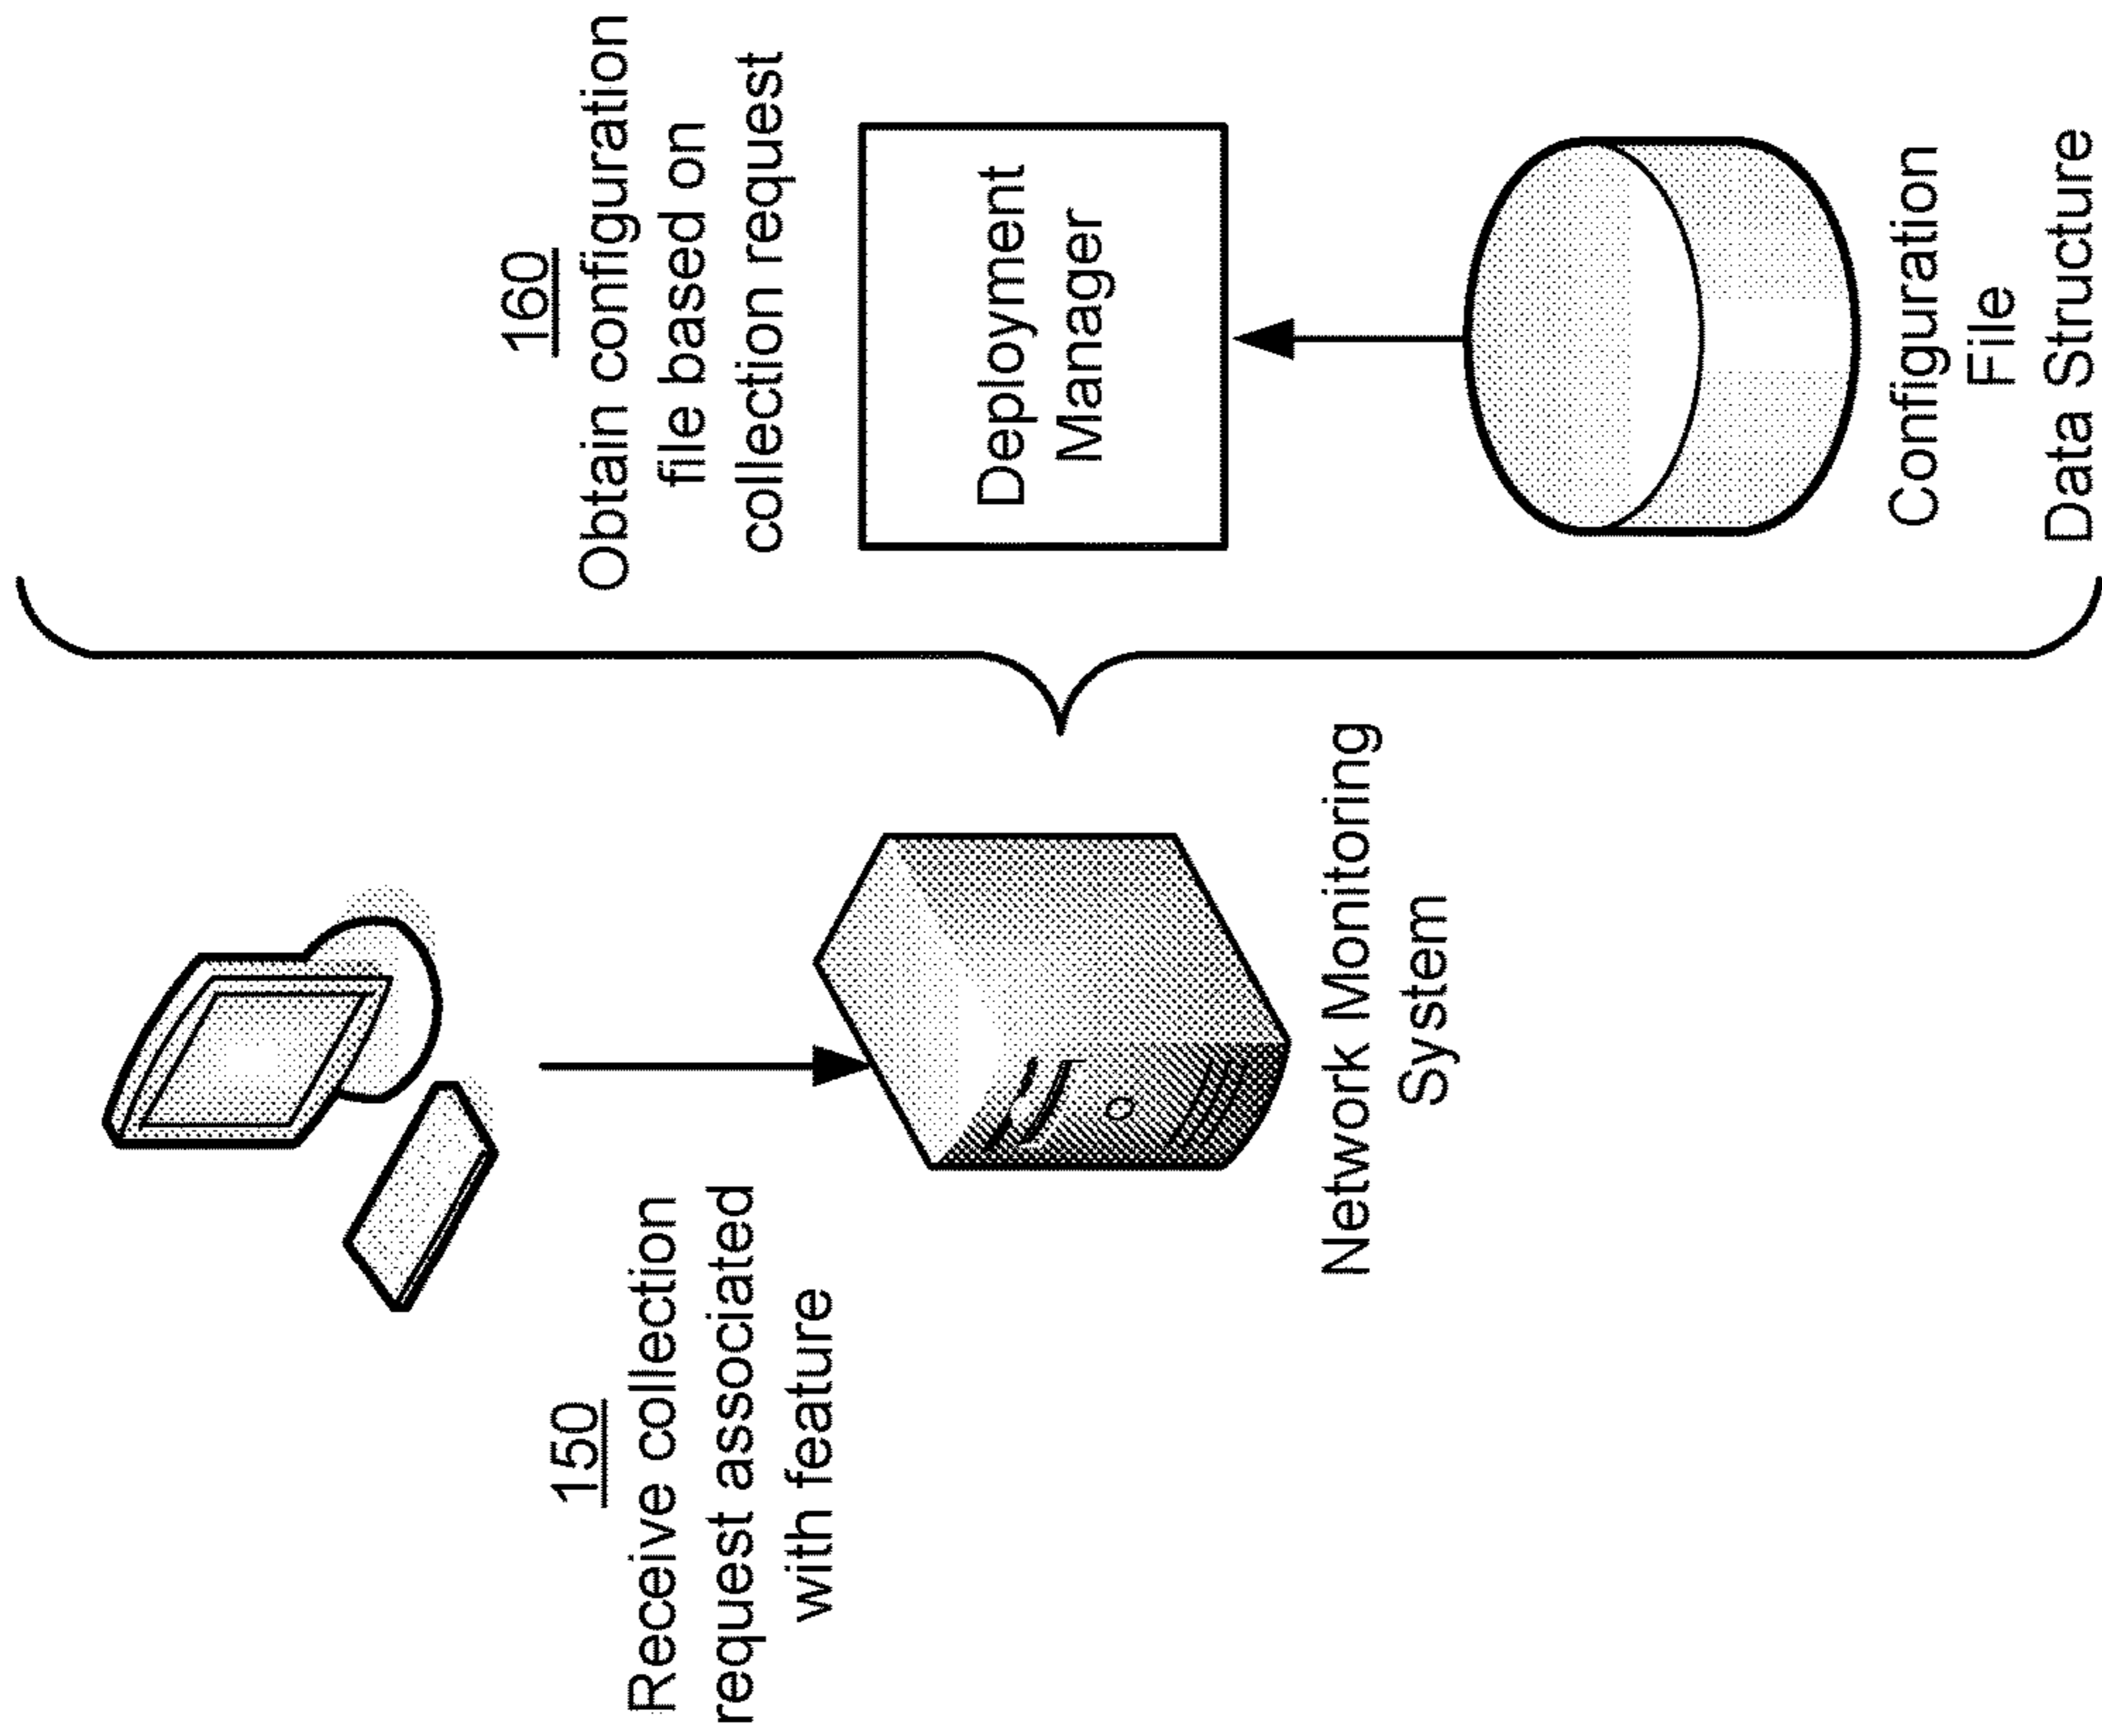 150
Receive collection
request associated
with feature
Network Monitoring
System
160
Obtain configuration
file based on
collection request
Deployment
Manager
Configuration
File
Data Structure